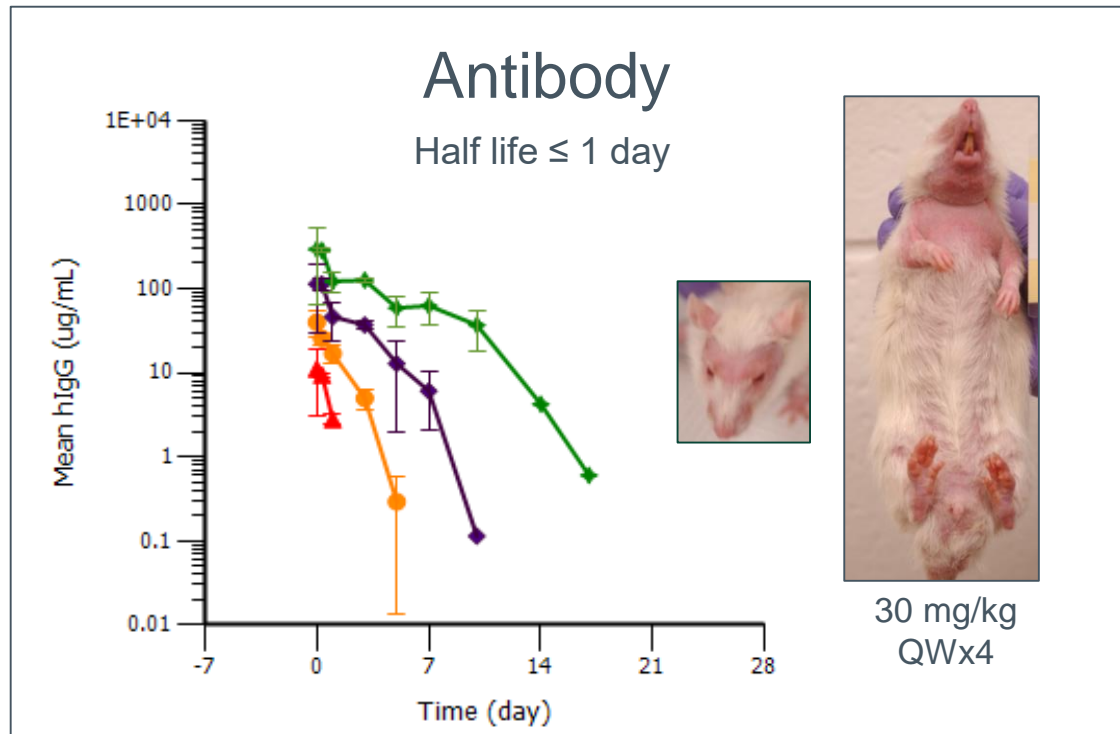 Antibody
Half life ≤ 1 day
1E+04
1000
100
10
1
0.1
0.01
Mean hIgG (ug/mL)
-7 0 7 14 21 28
Time (day)
30 mg/kg
QWx4